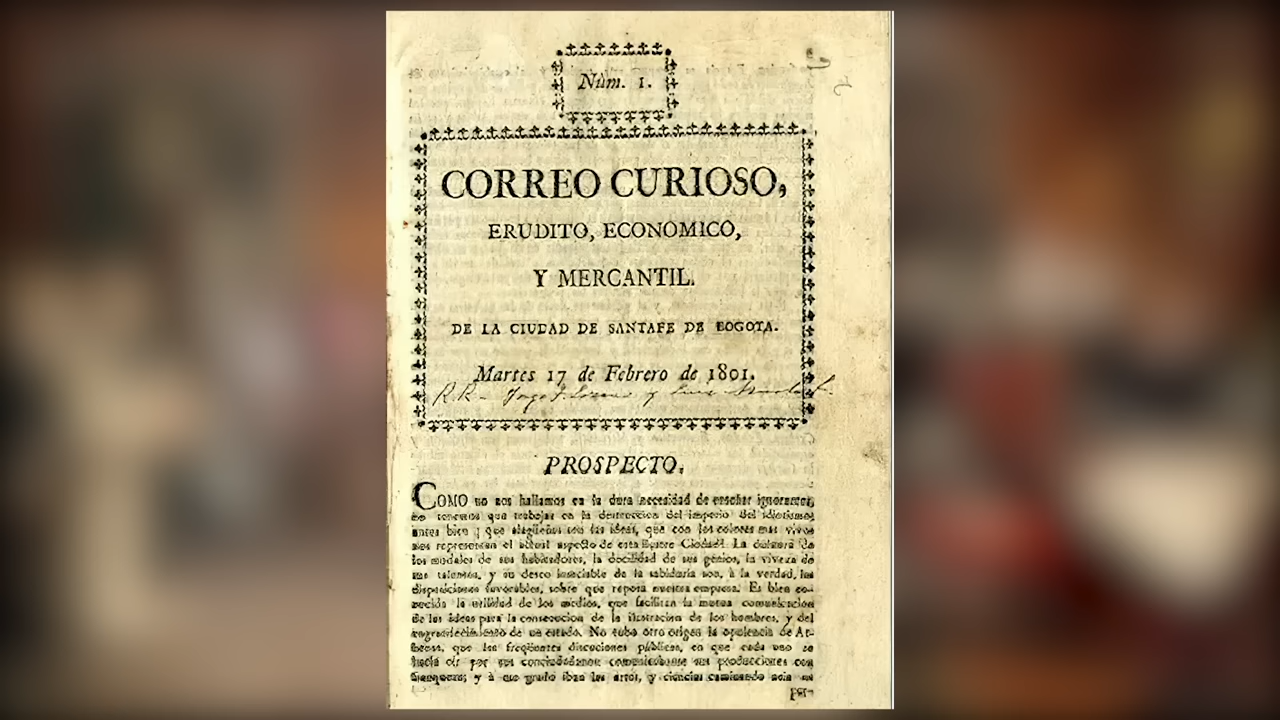 Núm. 1.
CORREO CURIOSO,
ERUDITO, ECONOMICO,
Y MERCANTIL.
DE LA CIUDAD DE SANTAFE DE BOGOTA.
Martes 17 de Febrero de 1801.
R.R. Jorge T. Lozano y Luis
PROSPECTO.
COMO no nos hallamos en la dura necesidad de enseñar ignorantes,
no tenemos que trabajar en la destruccion del imperio del idiotismo;
antes bien ¡ que alagüeñas son las ideas, que con los colores mas vivos
nos representan el actual aspecto de esta ilustre Ciudad! La dulzura de
los modales de sus habitadores, la docilidad de sus genios, la viveza de
sus talentos, y su deseo insaciable de la sabiduria son, à la verdad, las
disposiciones favorables, sobre que reposa nuestra empresa. Es bien co-
nocida la utilidad de los medios, que facilitan la mutua comunicacion
de las ideas para la consecucion de la ilustracion de los hombres, y del
engrandecimiento de un estado. No tubo otro origen la opulencia de At-
henas, que las freqüentes discuciones públicas, en que cada uno se
hacia oir por sus conciudadanos comunicandose sus producciones con
franqueza; y à que grado iban las artes, y ciencias caminando
per-